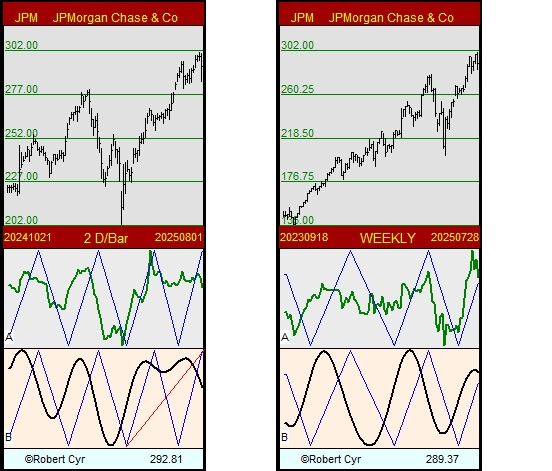 JPM JPMorgan Chase & Co
302.00
277.00
252.00
227.00
202.00
20241021 2 D/Bar 20250801
A
B
©Robert Cyr 292.81
JPM JPMorgan Chase & Co
302.00
260.25
218.50
176.75
135.00
20230918 WEEKLY 20250728
A
B
©Robert Cyr 289.37